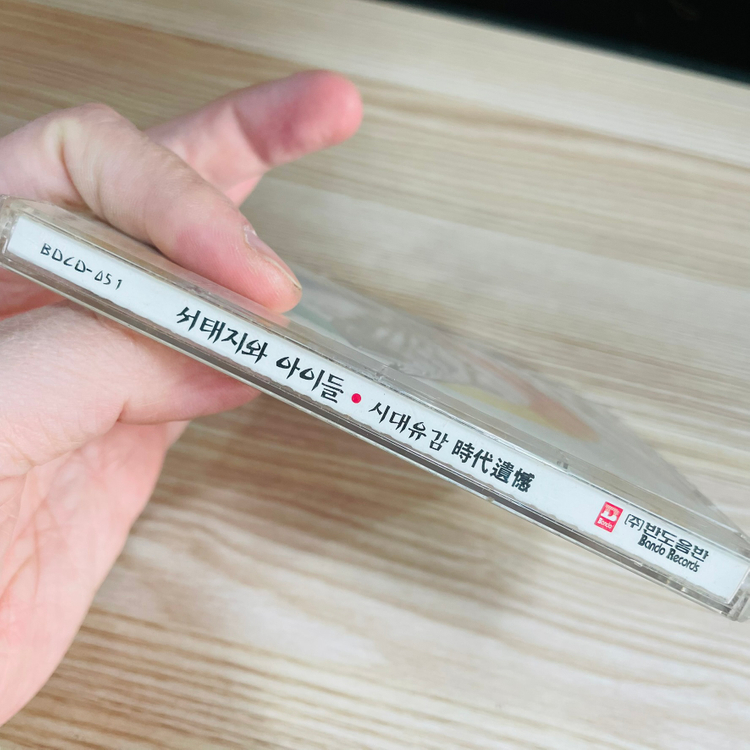 BDCD-051
서태지와 아이들 • 시대유감 時代遺憾
Bando
(주)반도음반
Bando Records